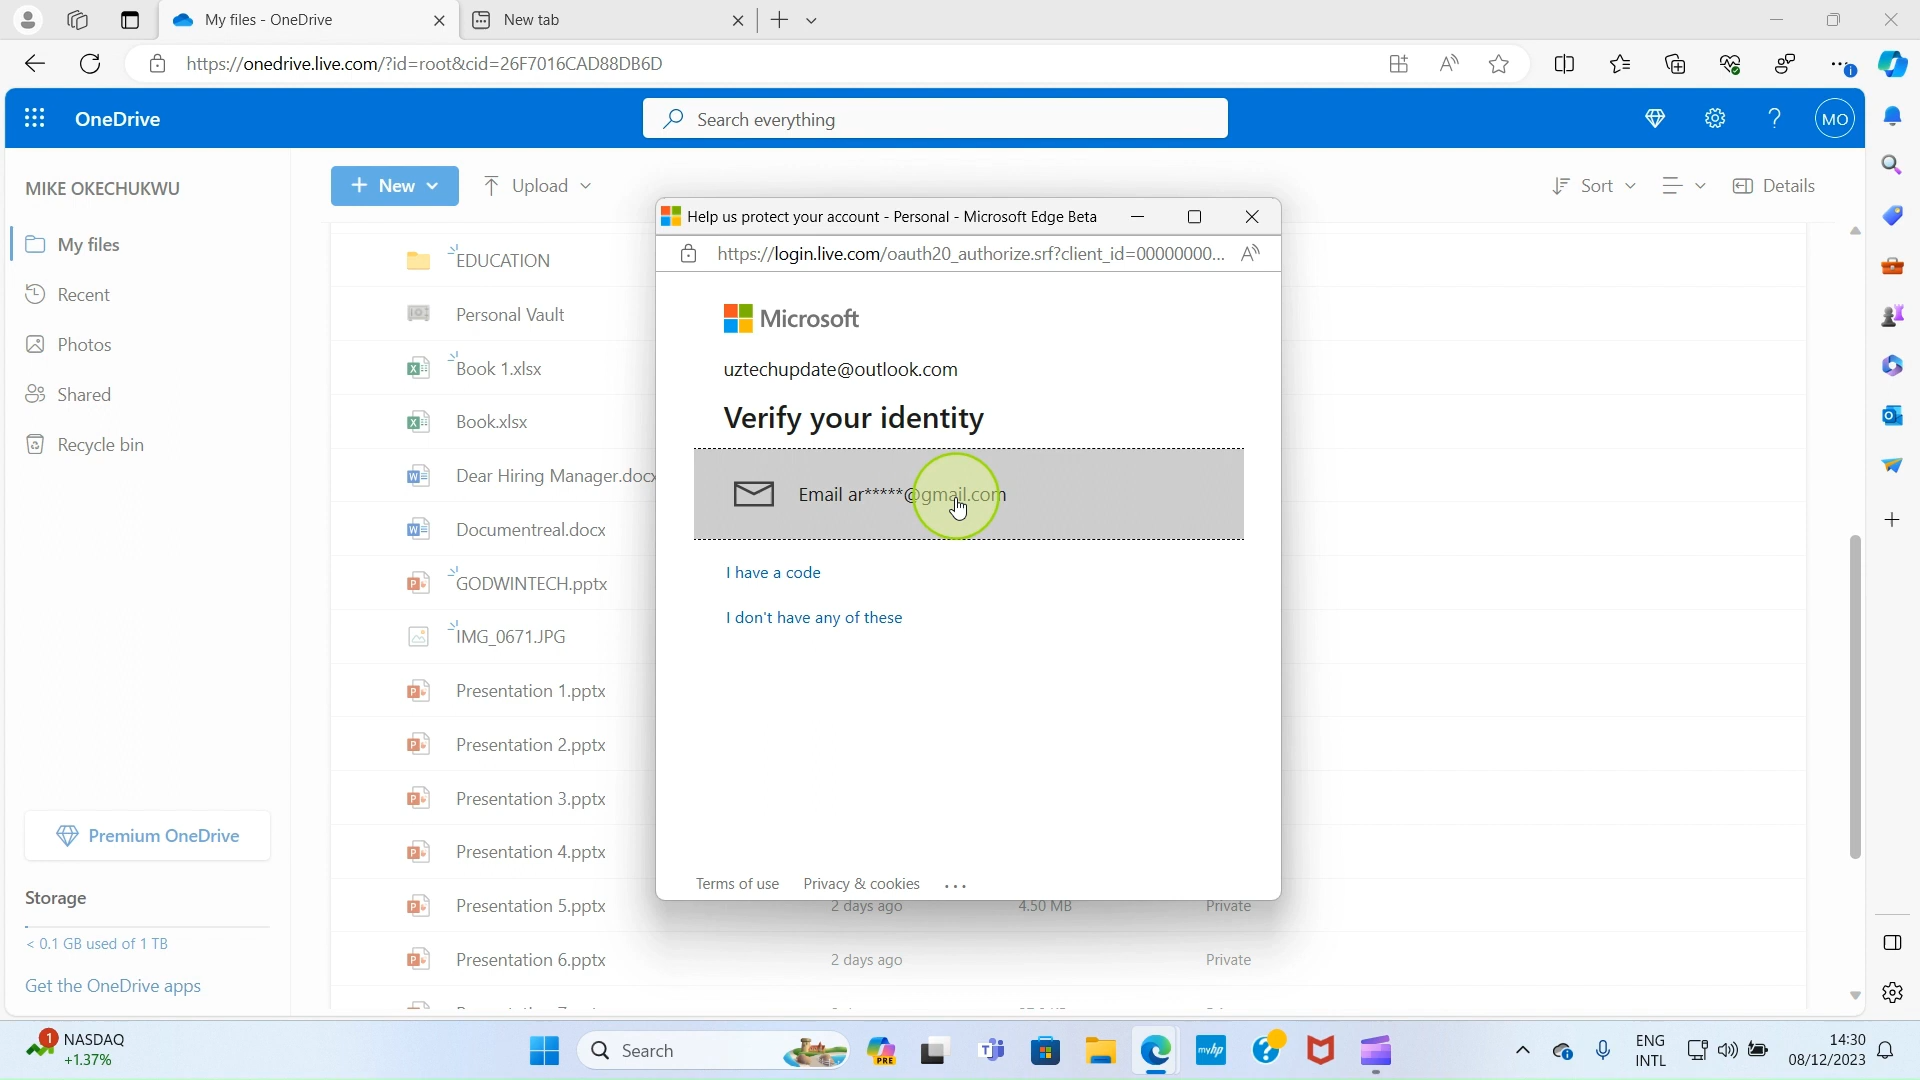 My files - OneDrive
New tab
https://onedrive.live.com/?id=root&cid=26F7016CAD88DB6D
OneDrive
Search everything
MO
MIKE OKECHUKWU
New
Upload
Sort
Details
My files
Recent
Photos
Shared
Recycle bin
Premium OneDrive
Storage
< 0.1 GB used of 1 TB
Get the OneDrive apps
EDUCATION
Personal Vault
Book 1.xlsx
Book.xlsx
Dear Hiring Manager.docx
Documentreal.docx
GODWINTECH.pptx
IMG_0671.JPG
Presentation 1.pptx
Presentation 2.pptx
Presentation 3.pptx
Presentation 4.pptx
Presentation 5.pptx 2 days ago 4.50 MB Private
Presentation 6.pptx 2 days ago Private
Help us protect your account - Personal - Microsoft Edge Beta
https://login.live.com/oauth20_authorize.srf?client_id=00000000...
Microsoft
uztechupdate@outlook.com
Verify your identity
Email ar*****@gmail.com
I have a code
I don't have any of these
Terms of use Privacy & cookies ...
1
NASDAQ
+1.37%
Search
PRE
myhp
ENG
INTL
14:30
08/12/2023